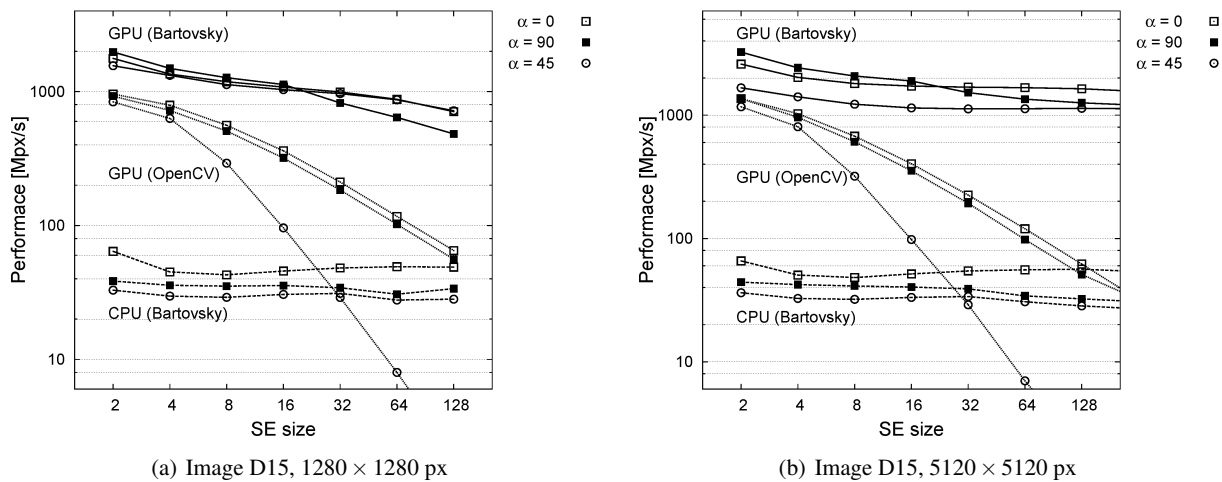 α = 0
α = 90
α = 45
GPU (Bartovsky)
GPU (OpenCV)
CPU (Bartovsky)
Performace [Mpx/s]
1000
100
10
2 4 8 16 32 64 128
SE size
(a) Image D15, 1280 × 1280 px
α = 0
α = 90
α = 45
GPU (Bartovsky)
GPU (OpenCV)
CPU (Bartovsky)
Performace [Mpx/s]
1000
100
10
2 4 8 16 32 64 128
SE size
(b) Image D15, 5120 × 5120 px